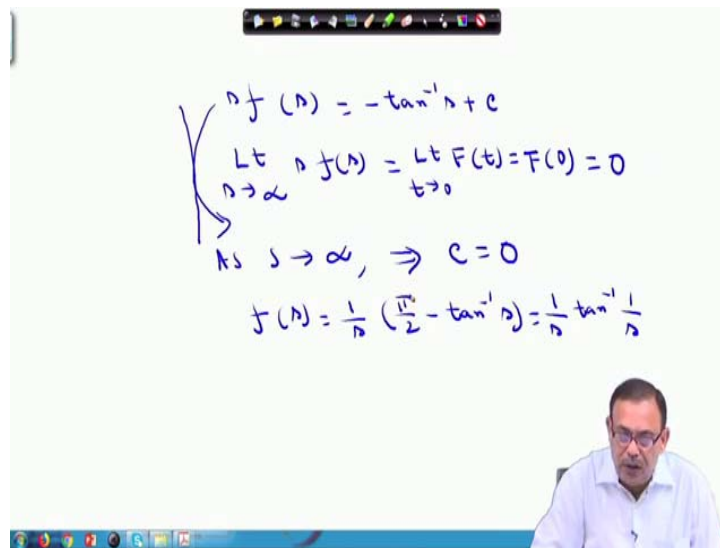 s f(s) = -tan⁻¹ s + c
Lt s→∝ s f(s) = Lt t→0 F(t) = F(0) = 0
As s → ∝, ⇒ c = 0
f(s) = 1/s (π/2 - tan⁻¹ s) = 1/s tan⁻¹ 1/s